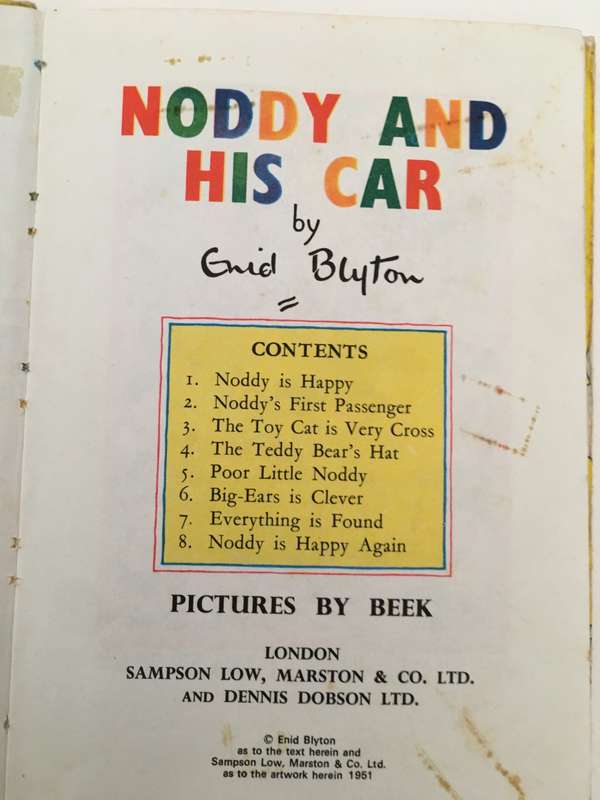 NODDY AND
HIS CAR
by
Enid Blyton
CONTENTS
1. Noddy is Happy
2. Noddy's First Passenger
3. The Toy Cat is Very Cross
4. The Teddy Bear's Hat
5. Poor Little Noddy
6. Big-Ears is Clever
7. Everything is Found
8. Noddy is Happy Again
PICTURES BY BEEK
LONDON
SAMPSON LOW, MARSTON & CO. LTD.
AND DENNIS DOBSON LTD.
© Enid Blyton
as to the text herein and
Sampson Low, Marston & Co. Ltd.
as to the artwork herein 1951